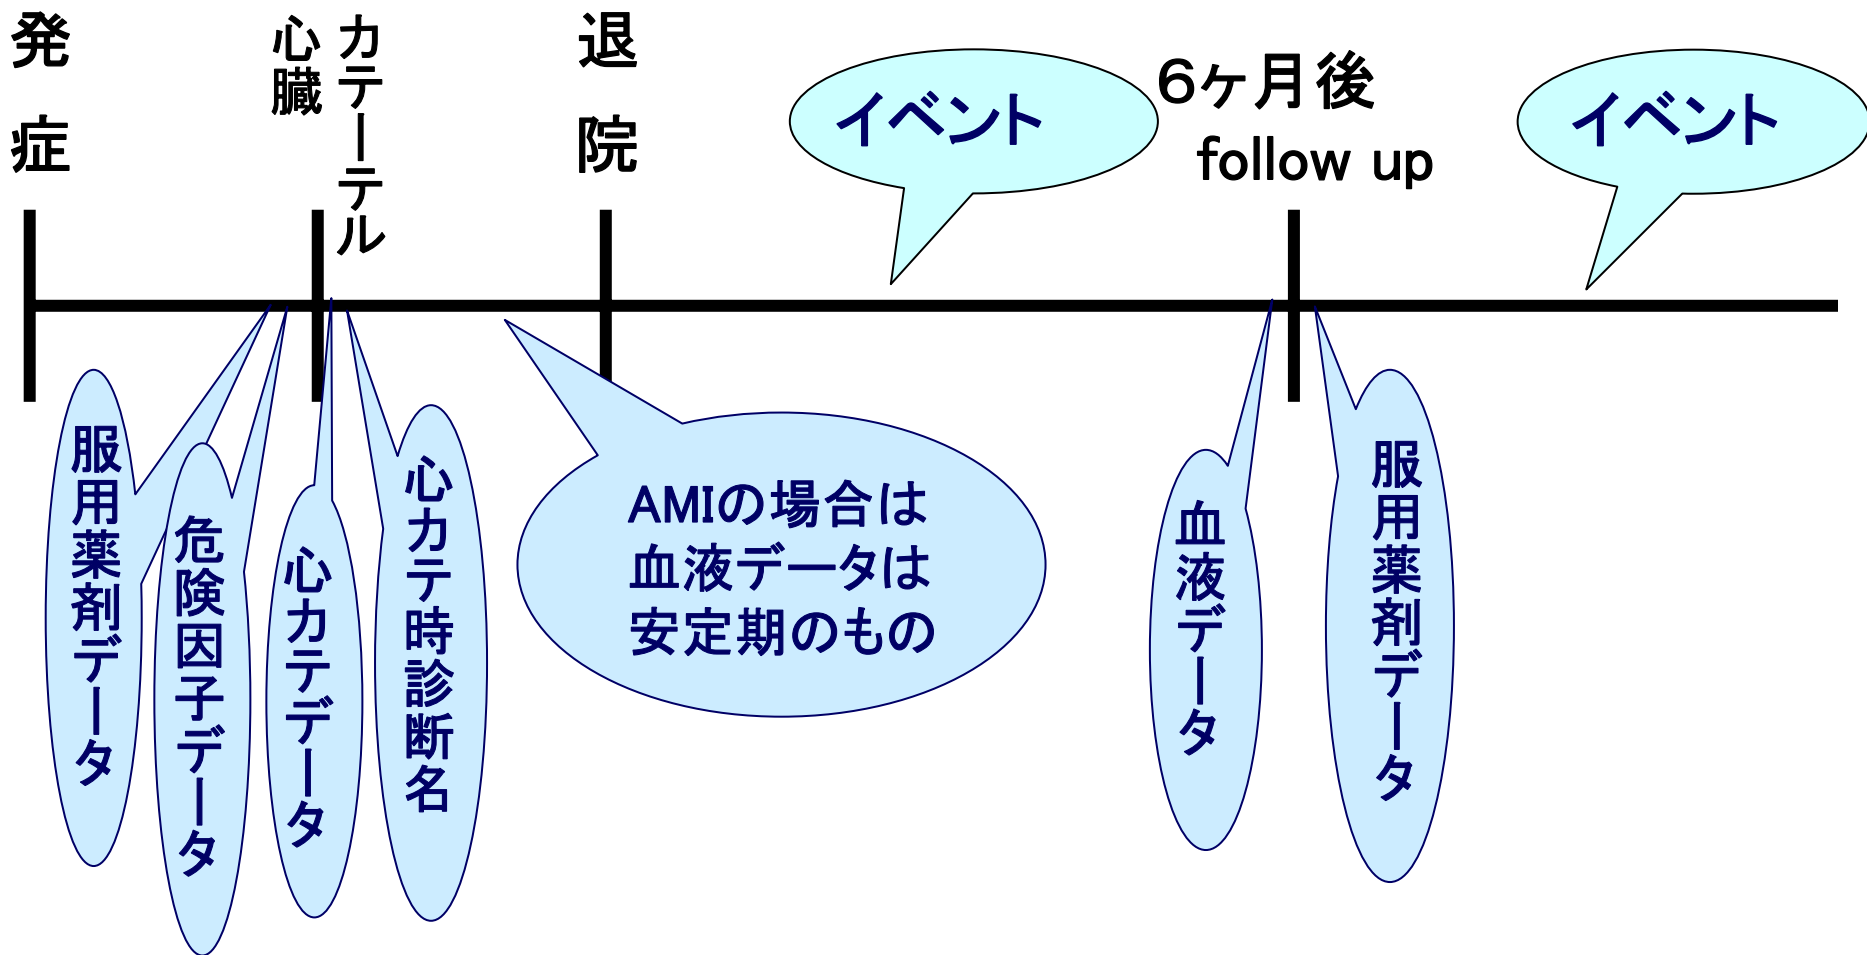 発症
心臓
カテーテル
退院
イベント
6ヶ月後
follow up
イベント
服用薬剤データ
危険因子データ
心カテデータ
心カテ時診断名
AMIの場合は
血液データは
安定期のもの
血液データ
服用薬剤データ